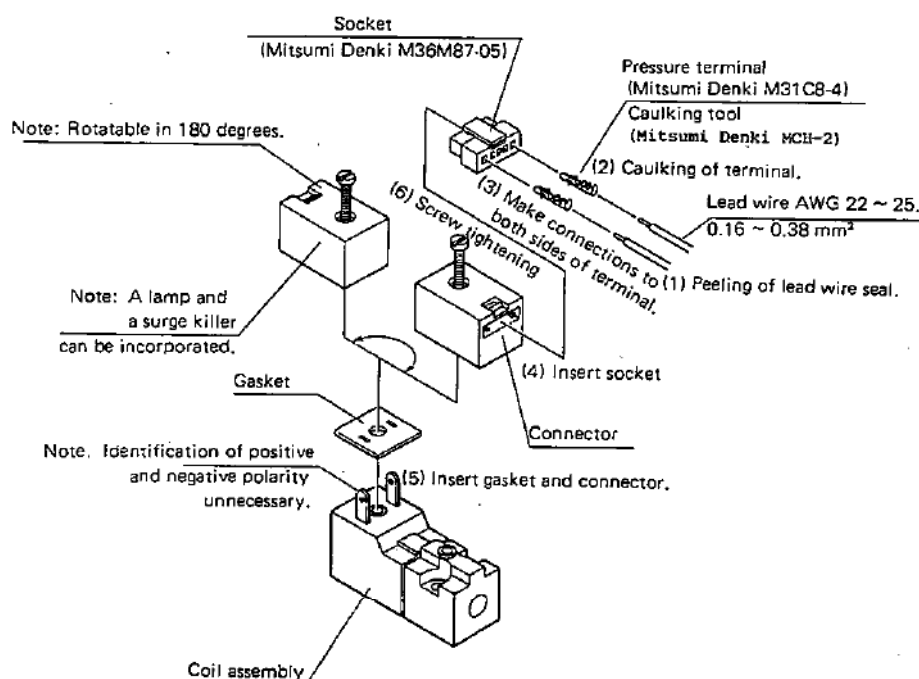 Socket
(Mitsumi Denki M36M87-05)
Pressure terminal
(Mitsumi Denki M31C8-4)
Caulking tool
(Mitsumi Denki MCH-2)
Note: Rotatable in 180 degrees.
(2) Caulking of terminal.
Lead wire AWG 22 ~ 25.
0.16 ~ 0.38 mm²
(3) Make connections to
both sides of terminal.
(6) Screw tightening
(1) Peeling of lead wire seal.
Note: A lamp and
a surge killer
can be incorporated.
(4) Insert socket
Gasket
Connector
Note. Identification of positive
and negative polarity
unnecessary.
(5) Insert gasket and connector.
Coil assembly